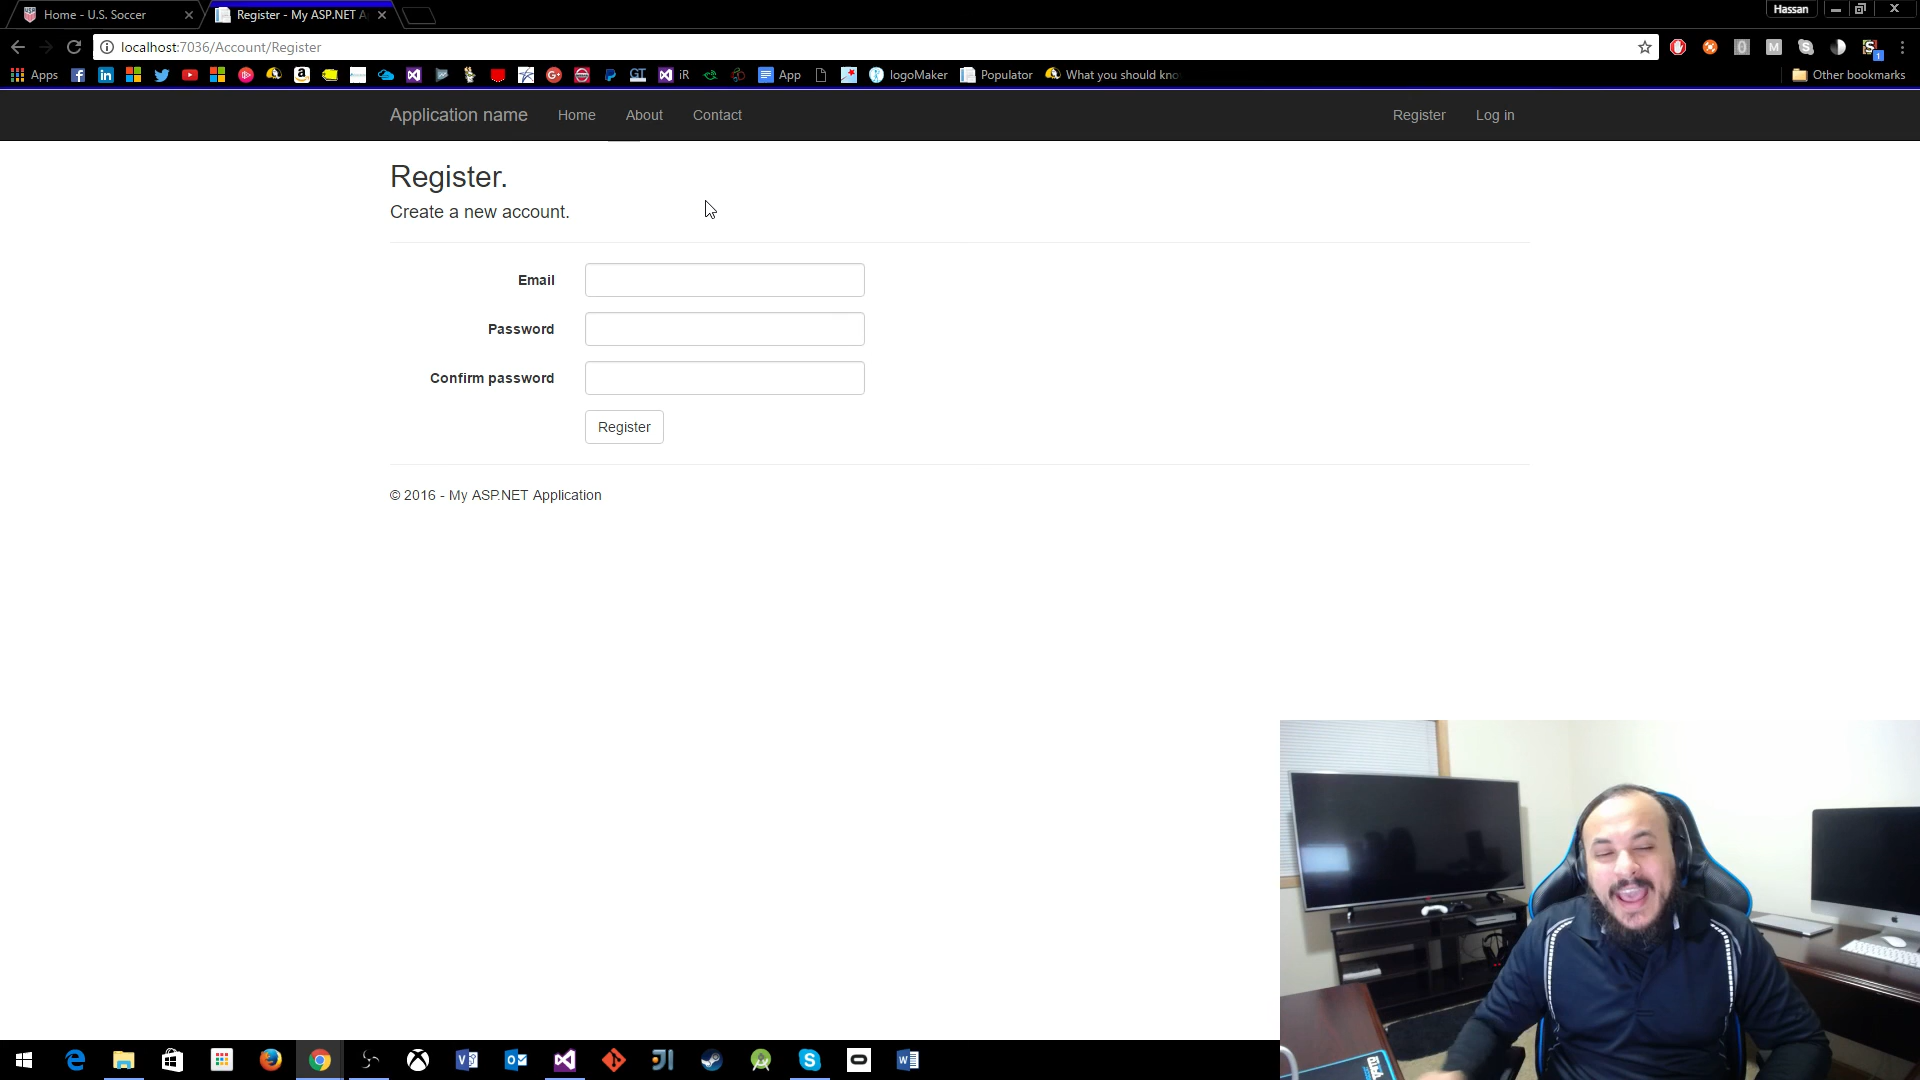 Home - U.S. Soccer
Register - My ASP.NET A
Hassan
localhost:7036/Account/Register
Apps
GT
iR
App
logoMaker
Populator
What you should kno
Other bookmarks
Application name
Home
About
Contact
Register
Log in
Register.
Create a new account.
Email
Password
Confirm password
Register
© 2016 - My ASP.NET Application